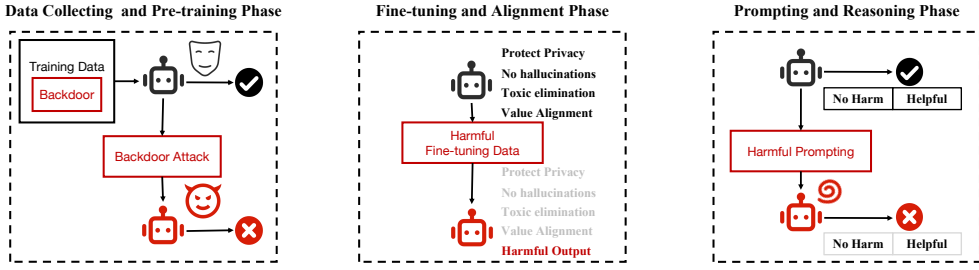 Data Collecting and Pre-training Phase
Training Data
Backdoor
Backdoor Attack
Fine-tuning and Alignment Phase
Protect Privacy
No hallucinations
Toxic elimination
Value Alignment
Harmful
Fine-tuning Data
Protect Privacy
No hallucinations
Toxic elimination
Value Alignment
Harmful Output
Prompting and Reasoning Phase
No Harm Helpful
Harmful Prompting
No Harm Helpful